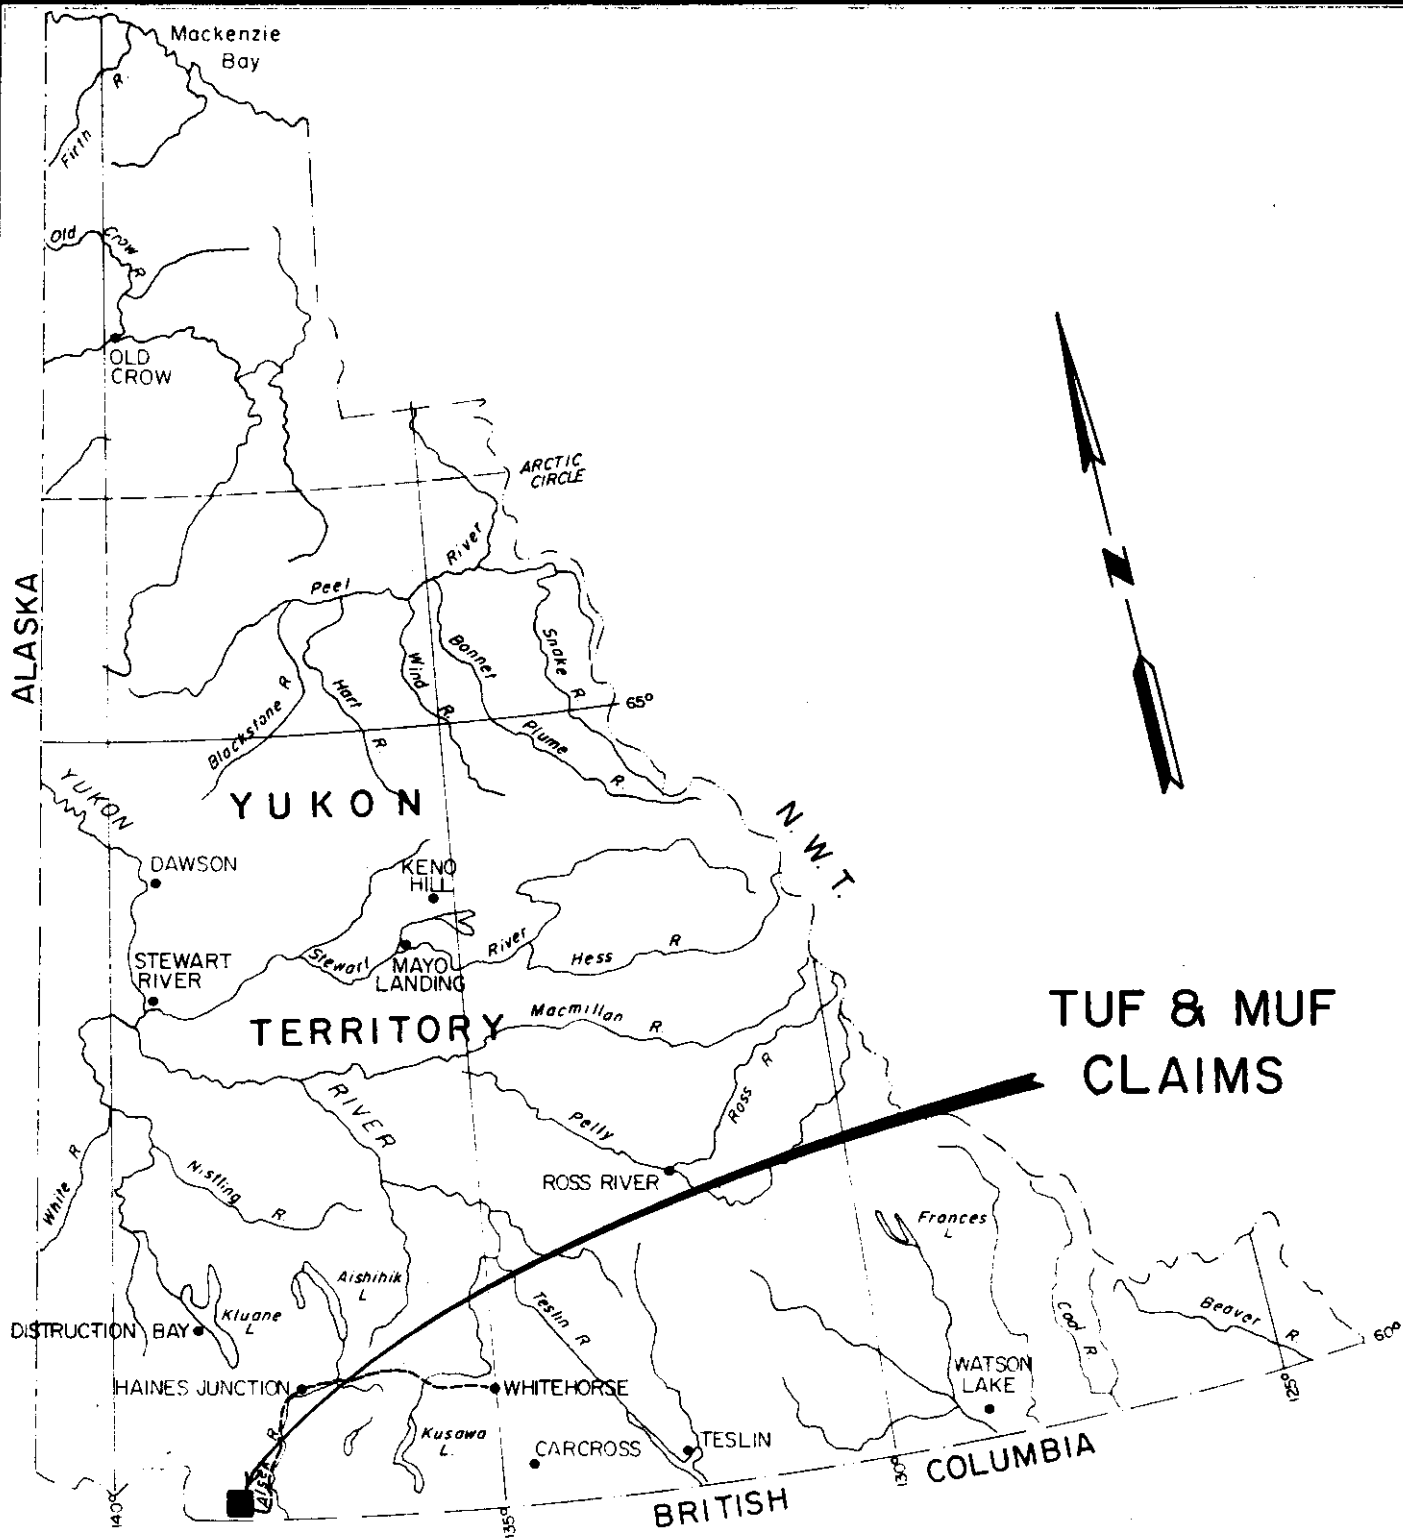 Mackenzie
Bay
Firth R.
Old Crow R
OLD
CROW
ARCTIC
CIRCLE
Peel River
ALASKA
Blackstone R
Hart R.
Wind R.
Bonnet Plume R.
Snake R.
65°
YUKON
YUKON
N.W.T.
DAWSON
KENO
HILL
STEWART
RIVER
Stewart River
MAYO
LANDING
Hess R
TERRITORY
Macmillan R.
TUF & MUF
CLAIMS
RIVER
Ross R
Pelly
ROSS RIVER
White R
Nistling R
Frances
L
Aishihik
L
Kluane
L
DISTRUCTION BAY
Teslin R
Coal R.
Beaver R.
60°
HAINES JUNCTION
WHITEHORSE
WATSON
LAKE
Kusawa
L.
CARCROSS
TESLIN
Alsek R.
140°
135°
130°
125°
BRITISH COLUMBIA
N